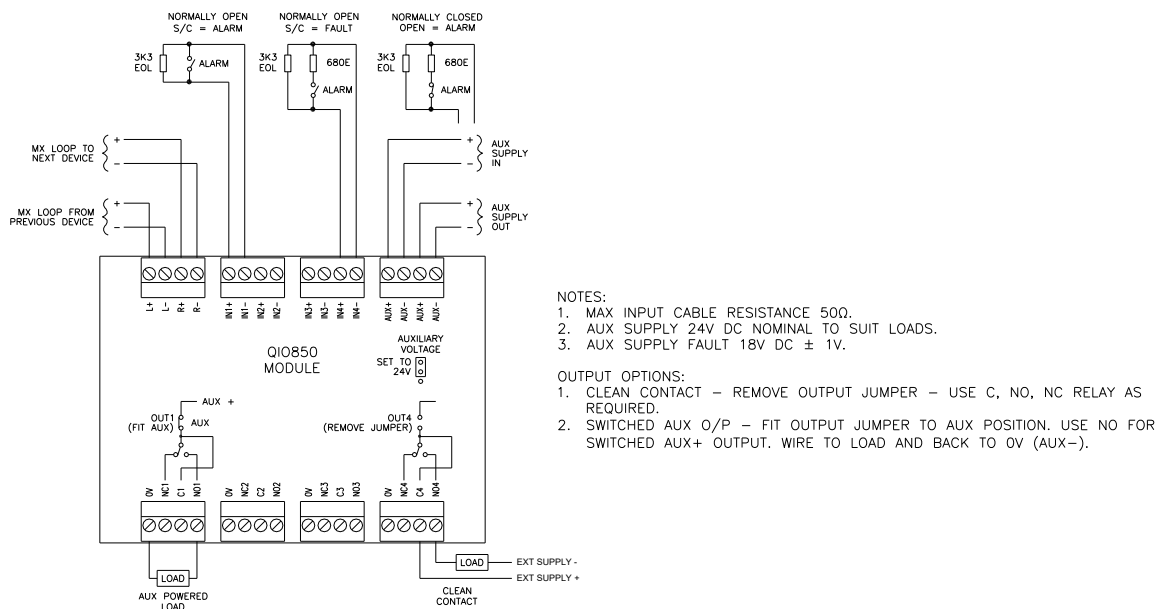 NORMALLY OPEN
S/C = ALARM
NORMALLY OPEN
S/C = FAULT
NORMALLY CLOSED
OPEN = ALARM
3K3
EOL
ALARM
3K3
EOL
680E
ALARM
3K3
EOL
680E
ALARM
MX LOOP TO
NEXT DEVICE
+
-
+
-
AUX
SUPPLY
IN
MX LOOP FROM
PREVIOUS DEVICE
+
-
+
-
AUX
SUPPLY
OUT
L+
L-
R+
R-
IN1+
IN1-
IN2+
IN2-
IN3+
IN3-
IN4+
IN4-
AUX+
AUX-
AUX+
AUX-
QIO850
MODULE
AUXILIARY
VOLTAGE
SET TO
24V
AUX +
OUT1
(FIT AUX)
AUX
OUT4
(REMOVE JUMPER)
0V
NC1
C1
NO1
0V
NC2
C2
NO2
0V
NC3
C3
NO3
0V
NC4
C4
NO4
LOAD
AUX POWERED
LOAD
LOAD
EXT SUPPLY -
EXT SUPPLY +
CLEAN
CONTACT
NOTES:
1. MAX INPUT CABLE RESISTANCE 50Ω.
2. AUX SUPPLY 24V DC NOMINAL TO SUIT LOADS.
3. AUX SUPPLY FAULT 18V DC ± 1V.
OUTPUT OPTIONS:
1. CLEAN CONTACT – REMOVE OUTPUT JUMPER – USE C, NO, NC RELAY AS
REQUIRED.
2. SWITCHED AUX O/P – FIT OUTPUT JUMPER TO AUX POSITION. USE NO FOR
SWITCHED AUX+ OUTPUT. WIRE TO LOAD AND BACK TO 0V (AUX-).